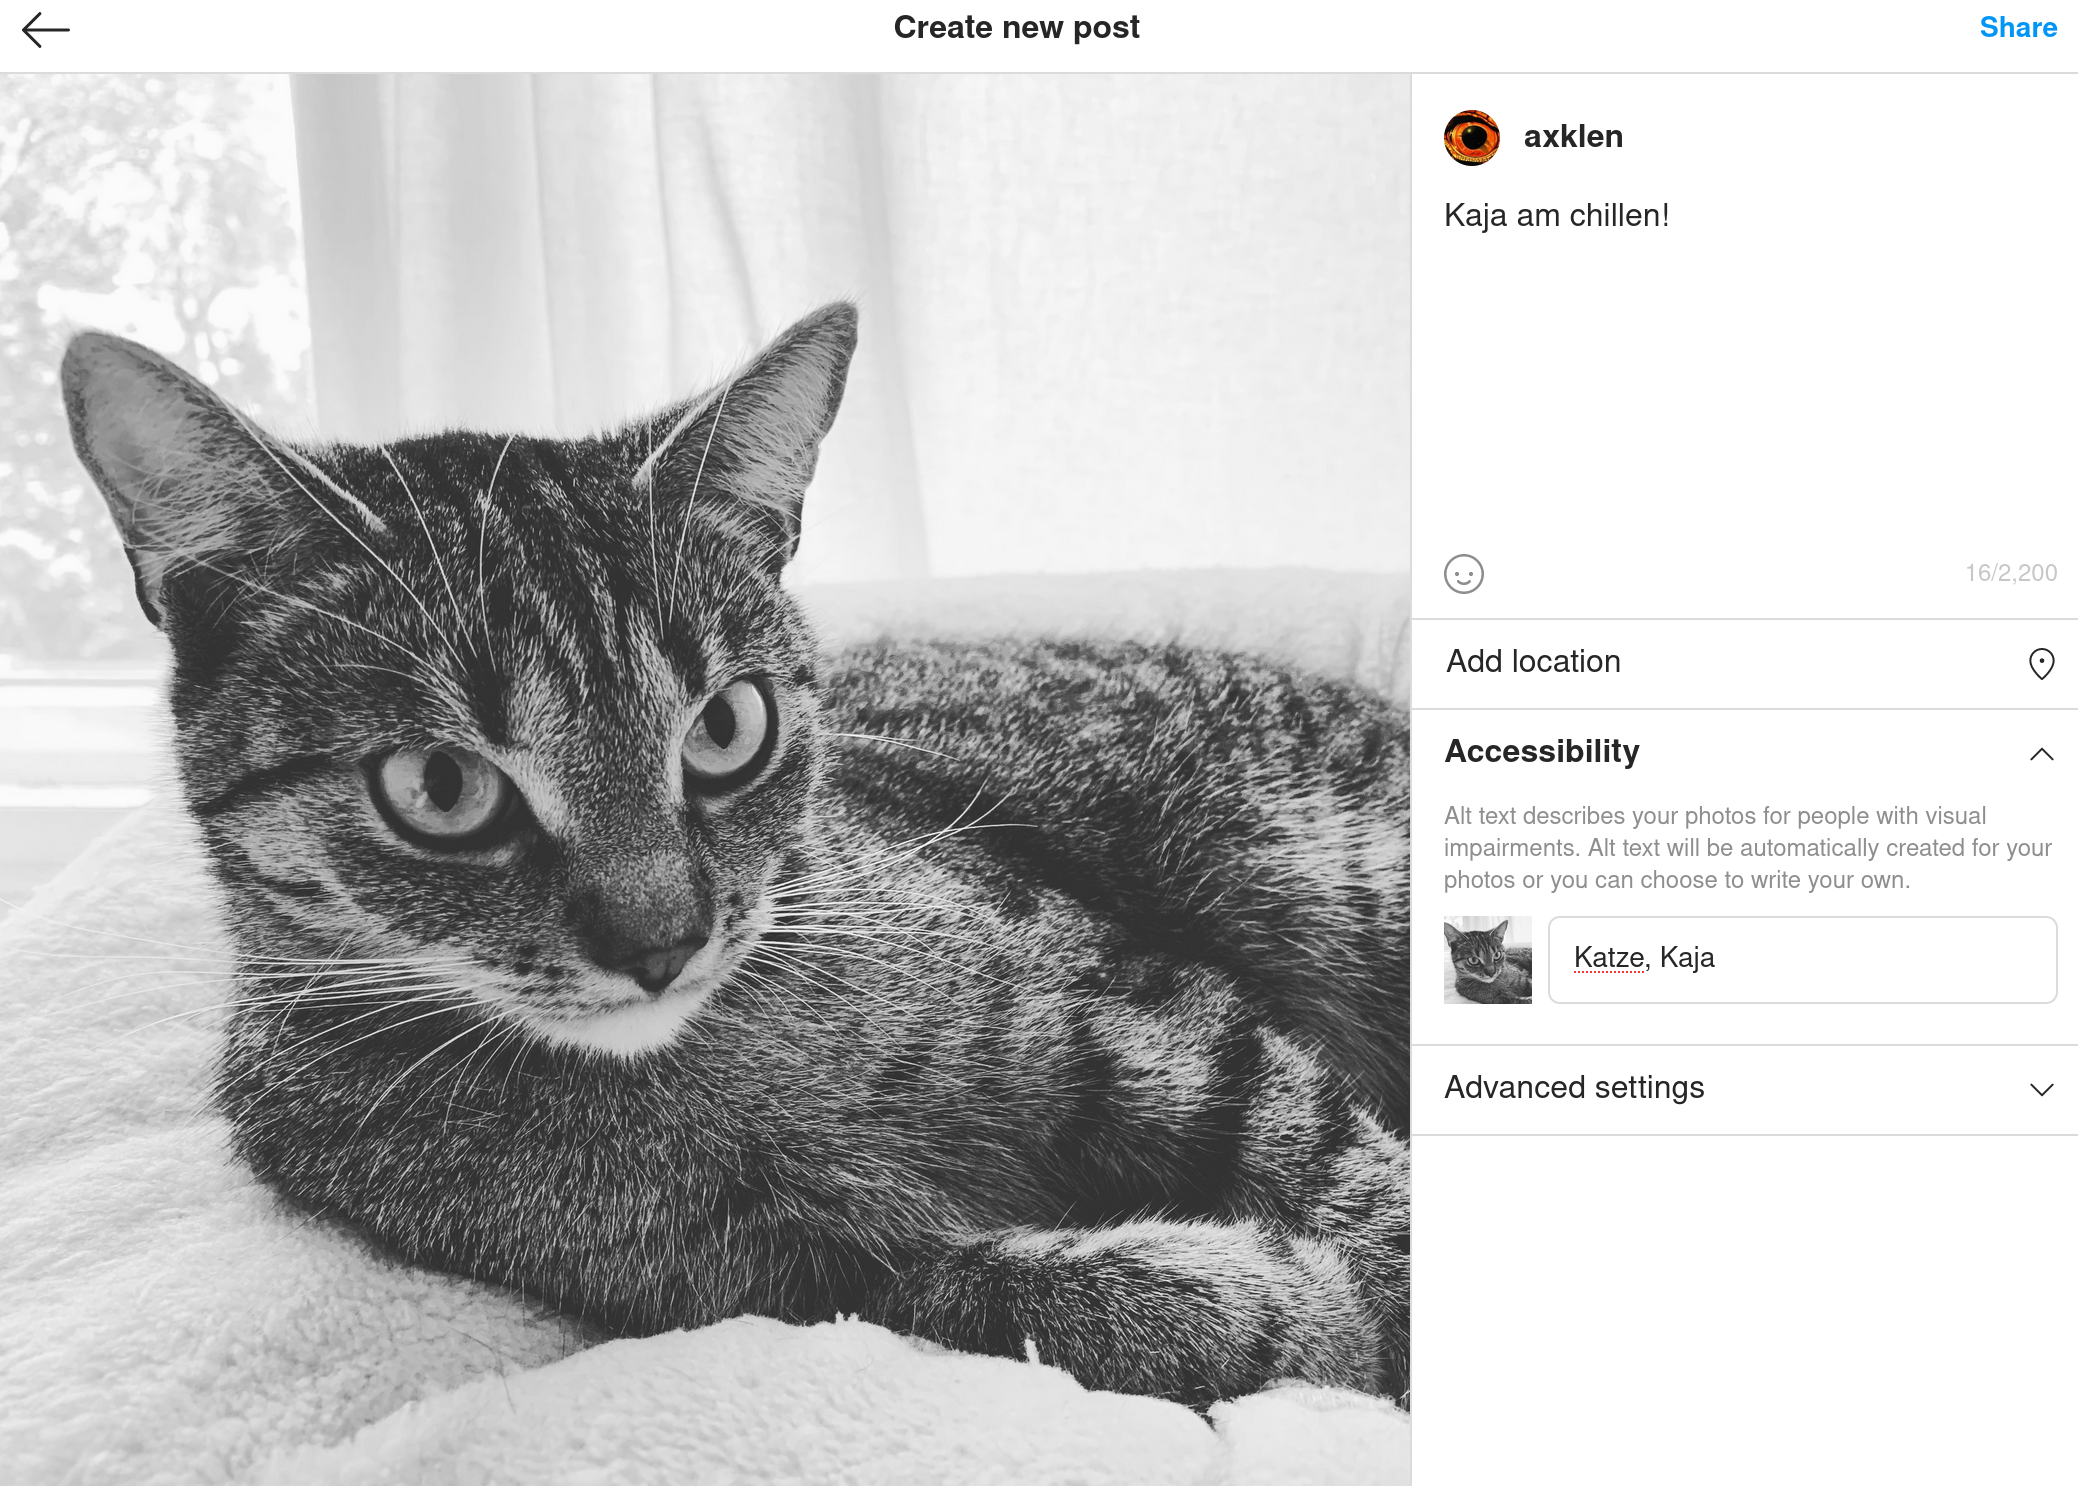 Create new post
Share
axklen
Kaja am chillen!
16/2,200
Add location
Accessibility
Alt text describes your photos for people with visual
impairments. Alt text will be automatically created for your
photos or you can choose to write your own.
Katze, Kaja
Advanced settings